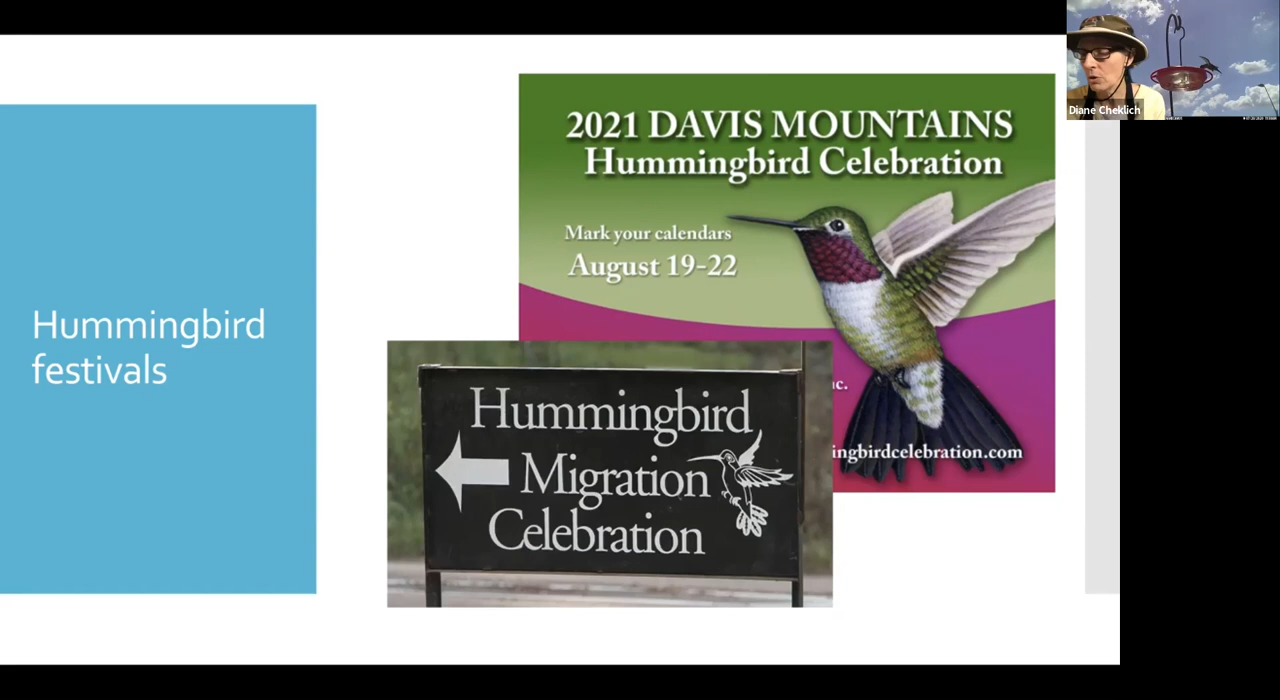 Hummingbird
festivals
2021 DAVIS MOUNTAINS
Hummingbird Celebration
Mark your calendars
August 19-22
nc.
ingbirdcelebration.com
Hummingbird
Migration
Celebration
Diane Cheklich